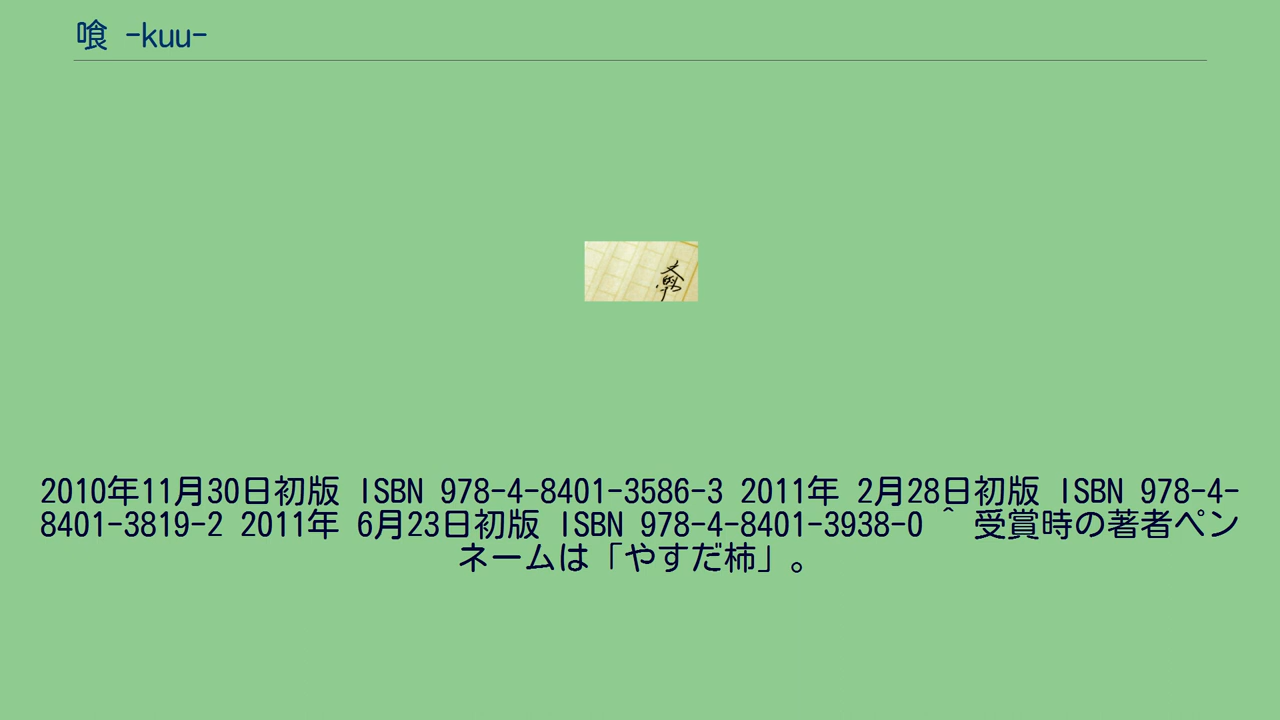 喰 -kuu-
2010年11月30日初版 ISBN 978-4-8401-3586-3 2011年 2月28日初版 ISBN 978-4-
8401-3819-2 2011年 6月23日初版 ISBN 978-4-8401-3938-0 ^ 受賞時の著者ペン
ネームは「やすだ柿」。